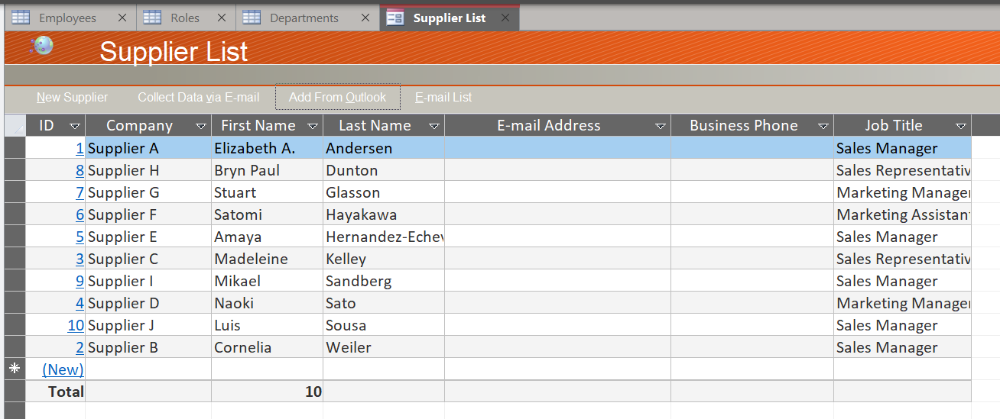 Employees Roles Departments Supplier List
Supplier List
New Supplier Collect Data via E-mail Add From Outlook E-mail List
ID Company First Name Last Name E-mail Address Business Phone Job Title
1 Supplier A Elizabeth A. Andersen Sales Manager
8 Supplier H Bryn Paul Dunton Sales Representativ
7 Supplier G Stuart Glasson Marketing Manager
6 Supplier F Satomi Hayakawa Marketing Assistant
5 Supplier E Amaya Hernandez-Echev Sales Manager
3 Supplier C Madeleine Kelley Sales Representativ
9 Supplier I Mikael Sandberg Sales Manager
4 Supplier D Naoki Sato Marketing Manager
10 Supplier J Luis Sousa Sales Manager
2 Supplier B Cornelia Weiler Sales Manager
(New)
Total 10